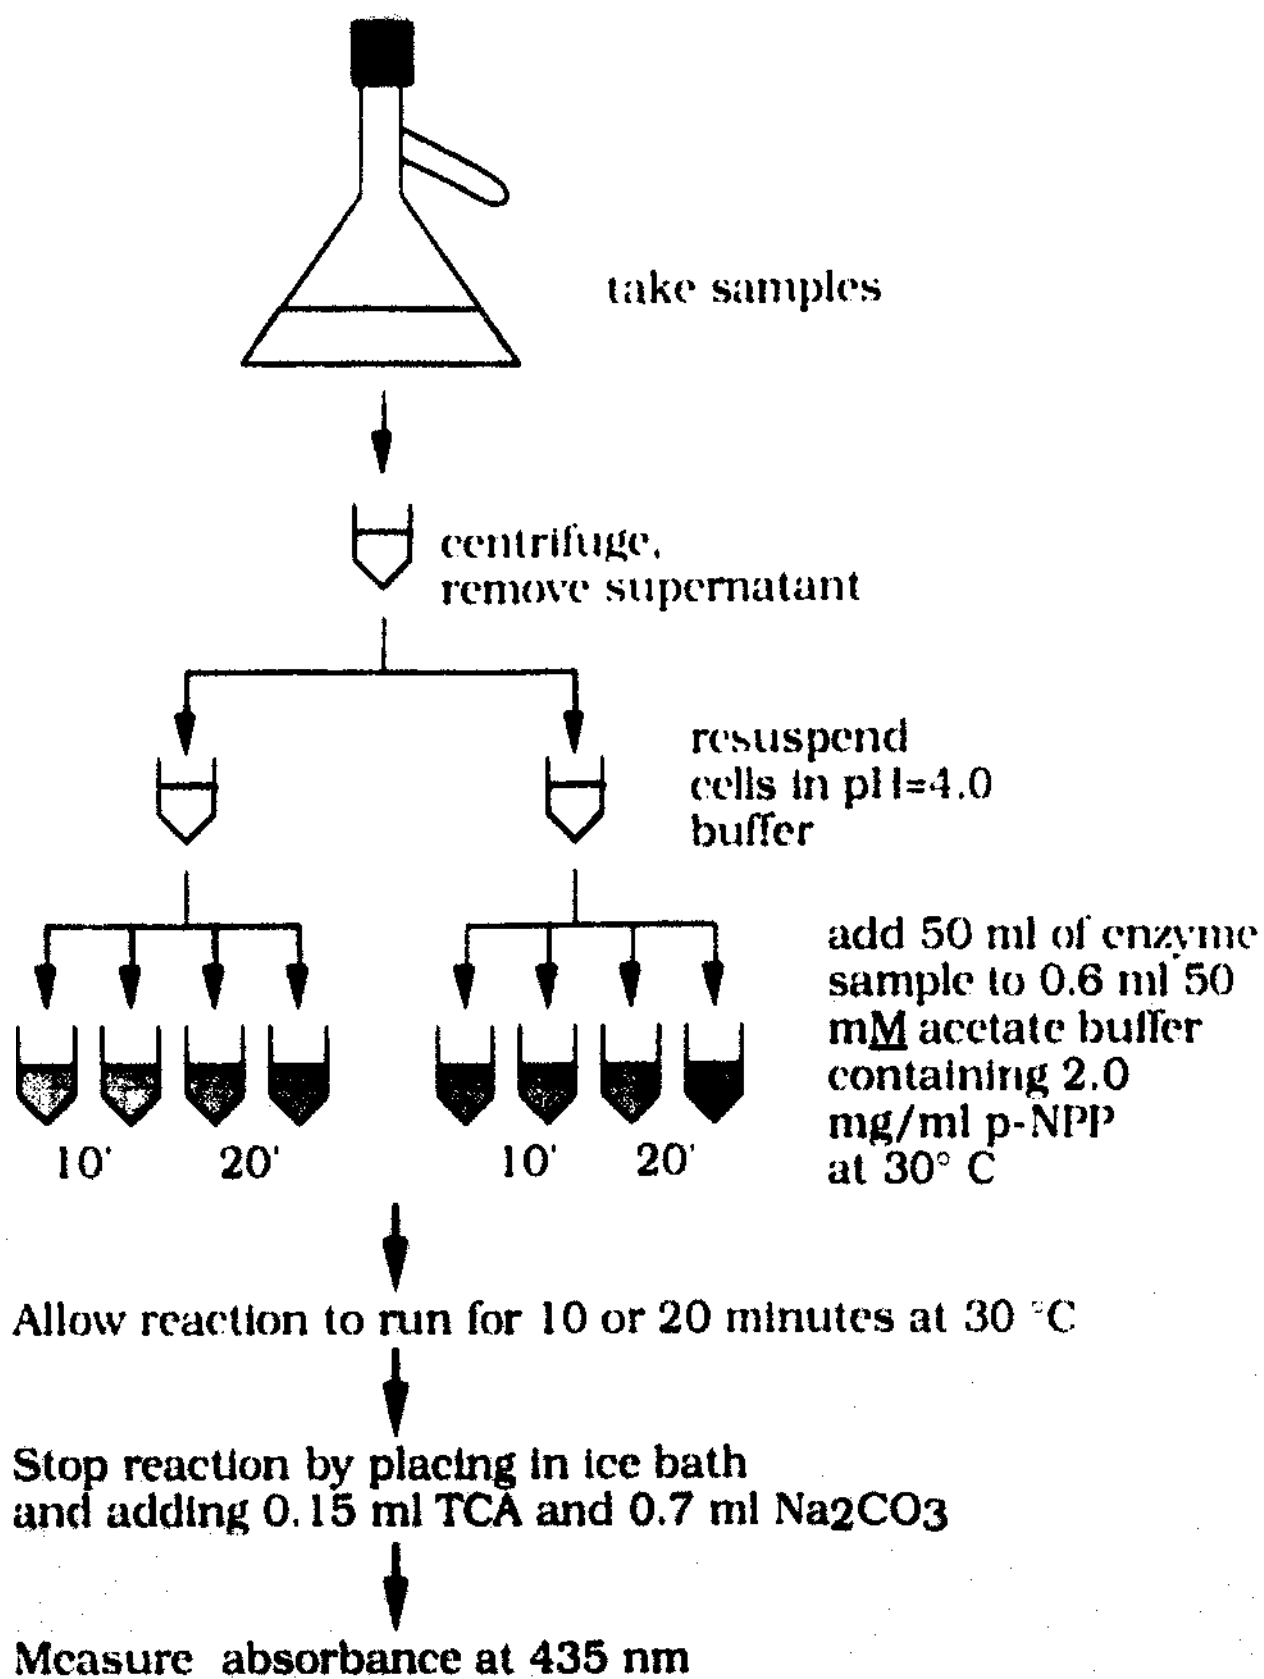 take samples
centrifuge,
remove supernatant
resuspend
cells in pH=4.0
buffer
add 50 ml of enzyme
sample to 0.6 ml 50
mM acetate buffer
containing 2.0
mg/ml p-NPP
at 30° C
10' 20' 10' 20'
Allow reaction to run for 10 or 20 minutes at 30 °C
Stop reaction by placing in ice bath
and adding 0.15 ml TCA and 0.7 ml Na2CO3
Measure absorbance at 435 nm